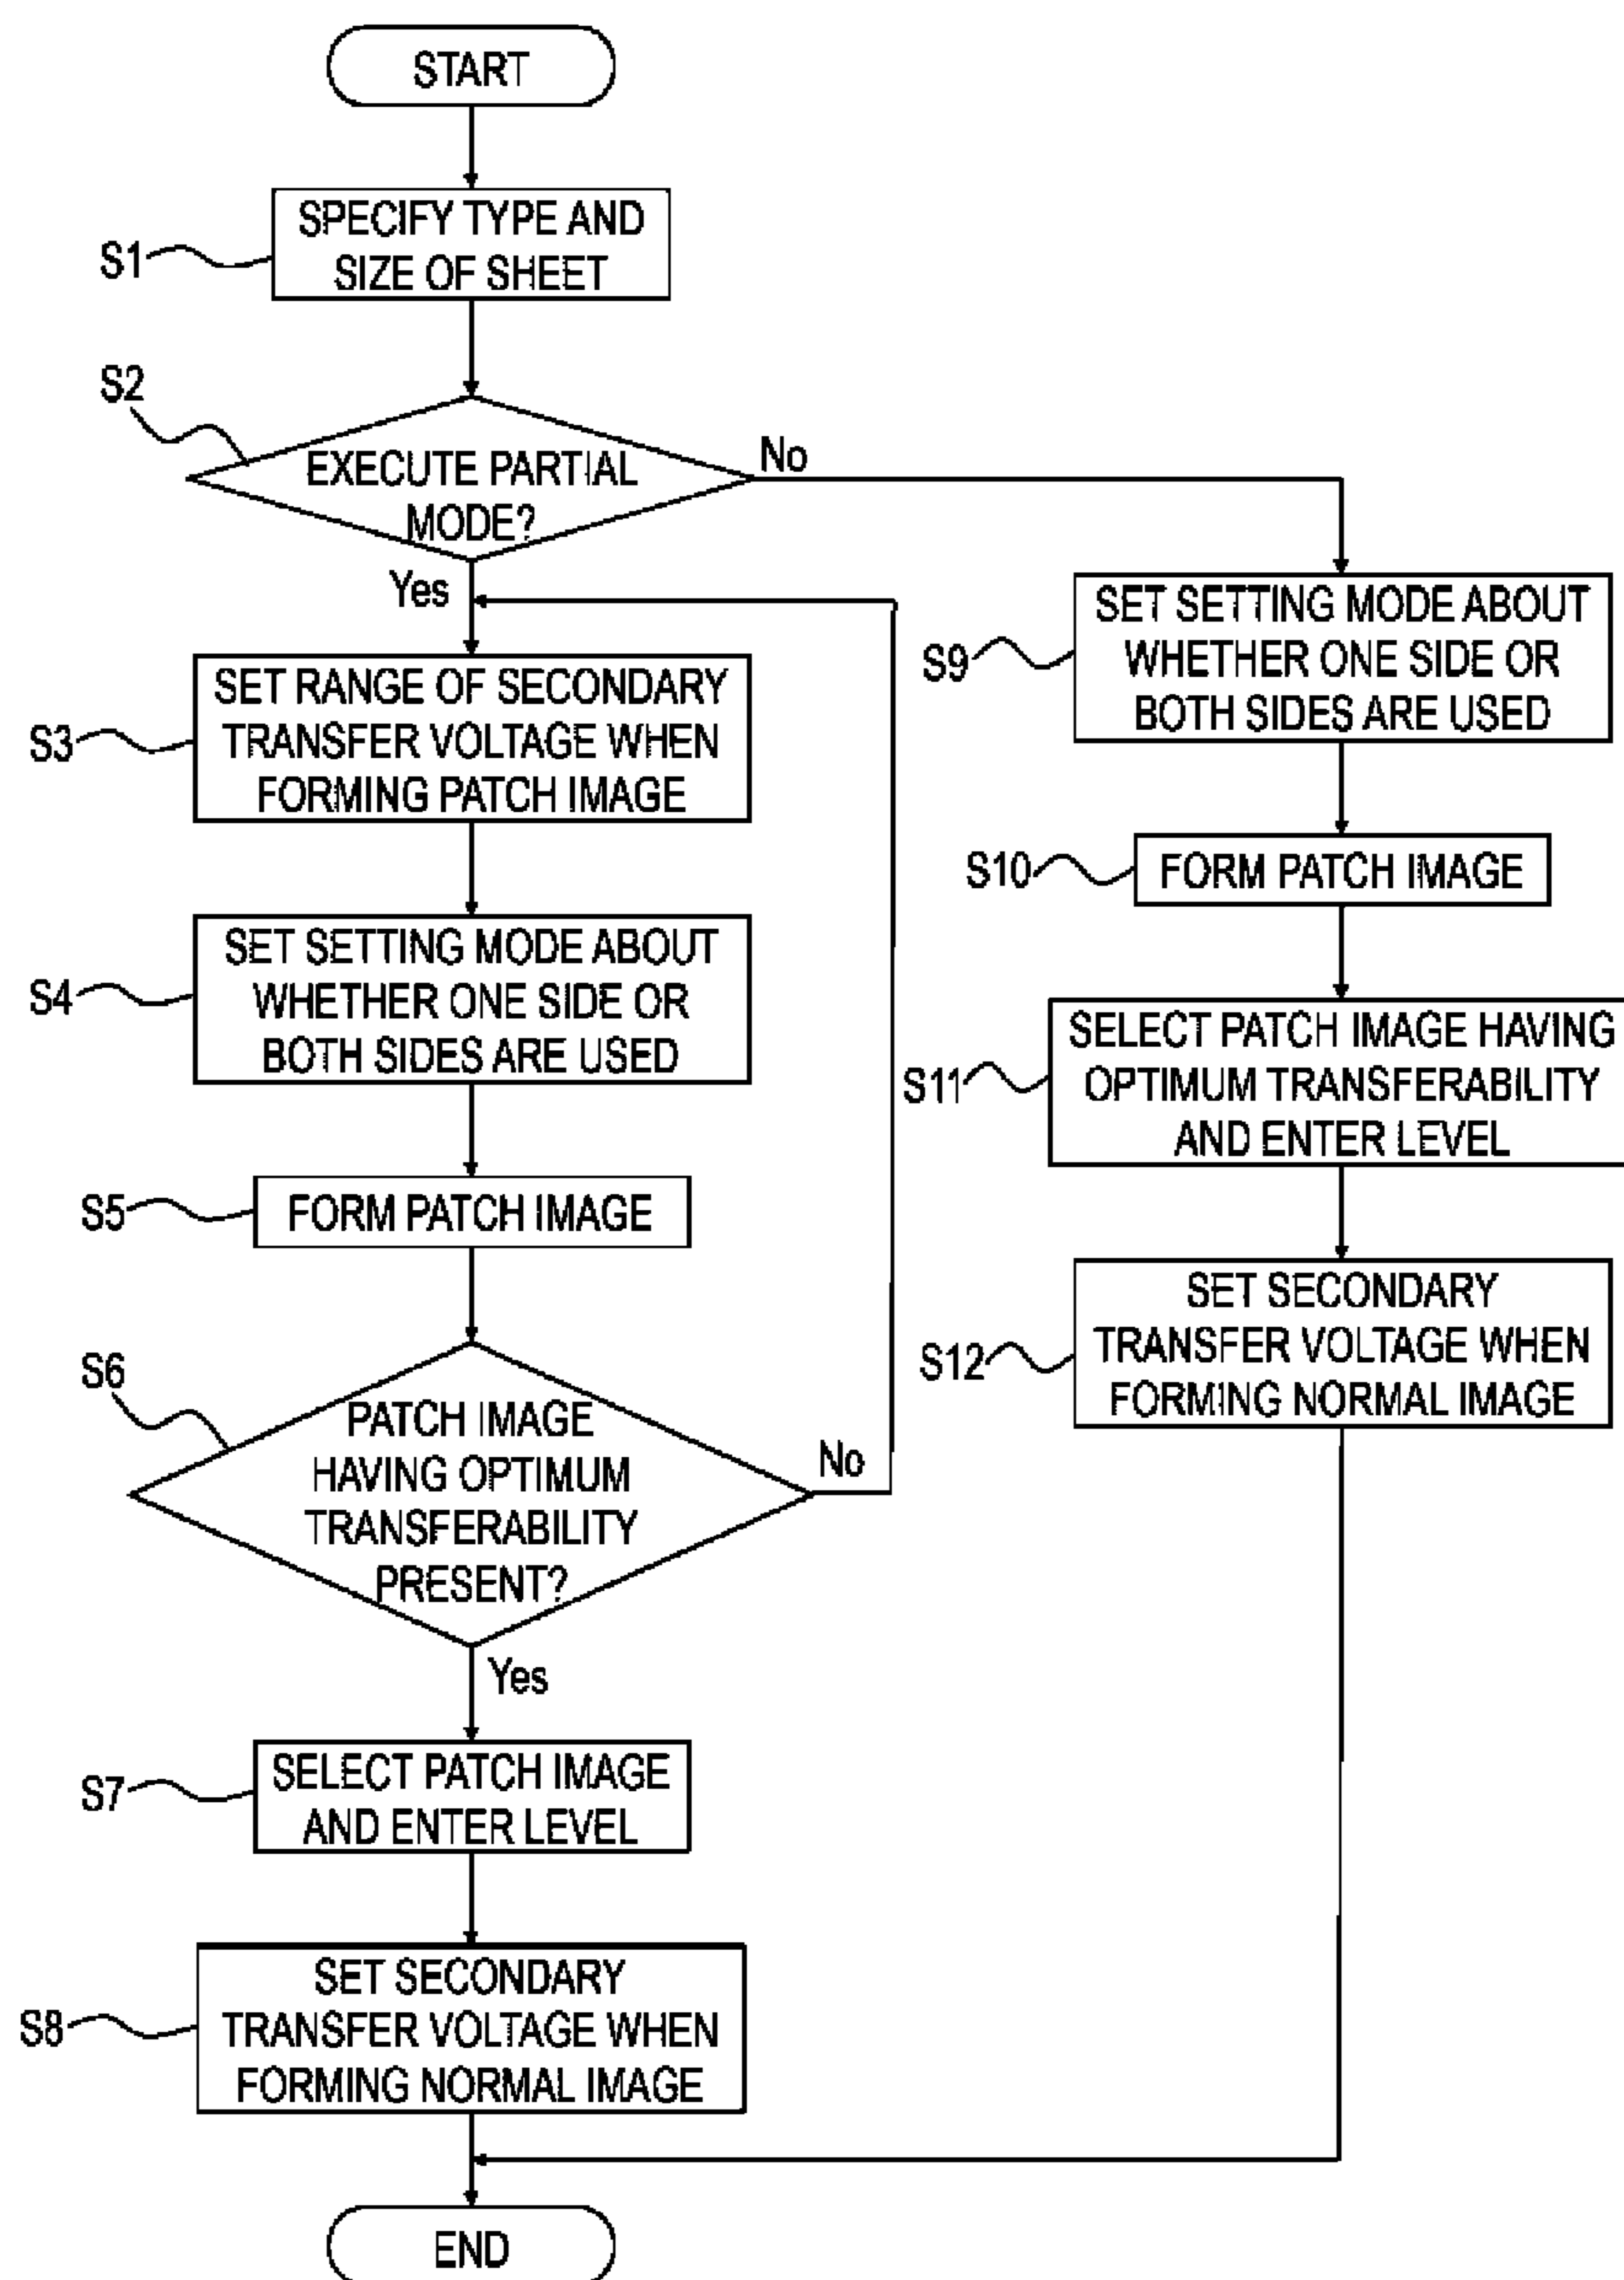 START
S1
SPECIFY TYPE AND
SIZE OF SHEET
S2
EXECUTE PARTIAL
MODE?
No
Yes
S3
SET RANGE OF SECONDARY
TRANSFER VOLTAGE WHEN
FORMING PATCH IMAGE
S4
SET SETTING MODE ABOUT
WHETHER ONE SIDE OR
BOTH SIDES ARE USED
S5
FORM PATCH IMAGE
S6
PATCH IMAGE
HAVING OPTIMUM
TRANSFERABILITY
PRESENT?
No
Yes
S7
SELECT PATCH IMAGE
AND ENTER LEVEL
S8
SET SECONDARY
TRANSFER VOLTAGE WHEN
FORMING NORMAL IMAGE
S9
SET SETTING MODE ABOUT
WHETHER ONE SIDE OR
BOTH SIDES ARE USED
S10
FORM PATCH IMAGE
S11
SELECT PATCH IMAGE HAVING
OPTIMUM TRANSFERABILITY
AND ENTER LEVEL
S12
SET SECONDARY
TRANSFER VOLTAGE WHEN
FORMING NORMAL IMAGE
END